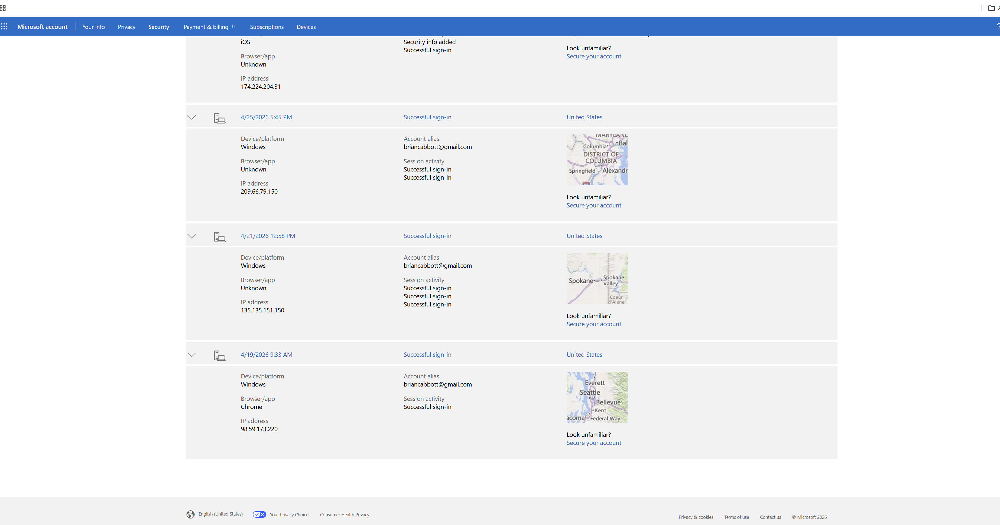 Microsoft account
Your info
Privacy
Security
Payment & billing
Subscriptions
Devices
iOS
Security info added
Successful sign-in
Look unfamiliar?
Secure your account
Browser/app
Unknown
IP address
174.224.204.31
4/25/2026 5:45 PM
Successful sign-in
United States
Device/platform
Windows
Browser/app
Unknown
IP address
209.66.79.150
Account alias
briancabbott@gmail.com
Session activity
Successful sign-in
Successful sign-in
MARYLAND
Columbia
Bal
DISTRICT OF
COLUMBIA
Springfield
Alexandr
Look unfamiliar?
Secure your account
4/21/2026 12:58 PM
Successful sign-in
United States
Device/platform
Windows
Browser/app
Unknown
IP address
135.135.151.150
Account alias
briancabbott@gmail.com
Session activity
Successful sign-in
Successful sign-in
Successful sign-in
Spokane
Spokane
Valley
Coeur
d'Alene
Look unfamiliar?
Secure your account
4/19/2026 9:33 AM
Successful sign-in
United States
Device/platform
Windows
Browser/app
Chrome
IP address
98.59.173.220
Account alias
briancabbott@gmail.com
Session activity
Successful sign-in
Everett
Seattle
Bellevue
Kent
acoma
Federal Way
Look unfamiliar?
Secure your account
English (United States)
Your Privacy Choices
Consumer Health Privacy
Privacy & cookies
Terms of use
Contact us
© Microsoft 2026